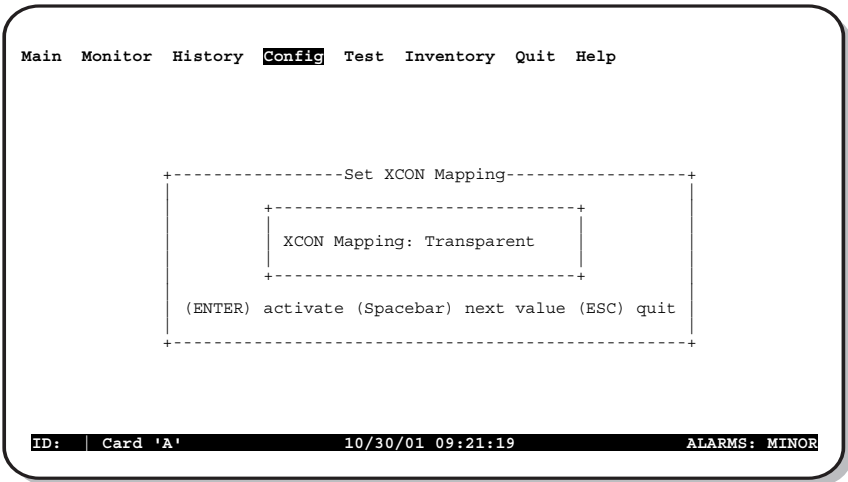 Main Monitor History Config Test Inventory Quit Help
+-----------------Set XCON Mapping------------------+
+------------------------------+
XCON Mapping: Transparent
+------------------------------+
(ENTER) activate (Spacebar) next value (ESC) quit
+---------------------------------------------------+
ID: | Card 'A' 10/30/01 09:21:19 ALARMS: MINOR